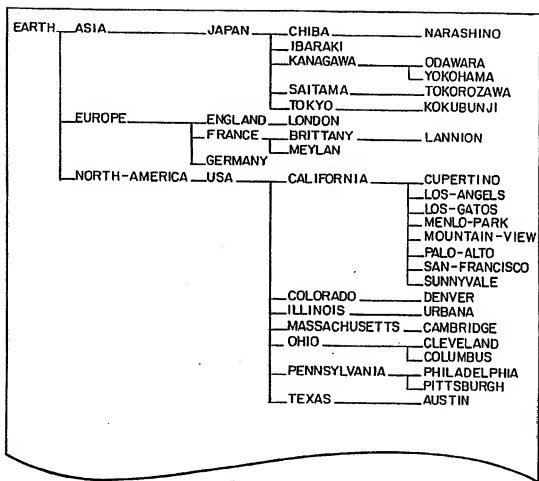 EARTH ASIA JAPAN CHIBA NARASHINO
IBARAKI
KANAGAWA ODAWARA
YOKOHAMA
SAITAMA TOKOROZAWA
TOKYO KOKUBUNJI
EUROPE ENGLAND LONDON
FRANCE BRITTANY LANNION
MEYLAN
GERMANY
NORTH-AMERICA USA CALIFORNIA CUPERTINO
LOS-ANGELS
LOS-GATOS
MENLO-PARK
MOUNTAIN-VIEW
PALO-ALTO
SAN-FRANCISCO
SUNNYVALE
COLORADO DENVER
ILLINOIS URBANA
MASSACHUSETTS CAMBRIDGE
OHIO CLEVELAND
COLUMBUS
PENNSYLVANIA PHILADELPHIA
PITTSBURGH
TEXAS AUSTIN